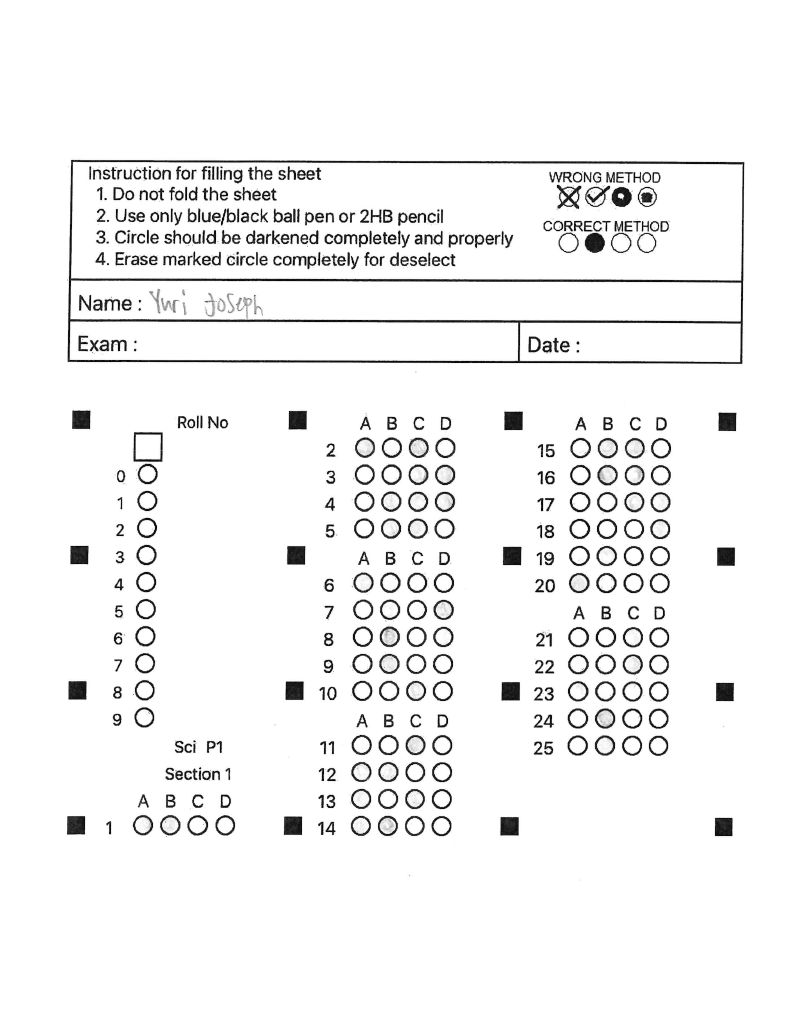 Instruction for filling the sheet
1. Do not fold the sheet
2. Use only blue/black ball pen or 2HB pencil
3. Circle should be darkened completely and properly
4. Erase marked circle completely for deselect
WRONG METHOD
CORRECT METHOD
Name : Yuri Joseph
Exam :
Date :
Roll No
0
1
2
3
4
5
6
7
8
9
Sci P1
Section 1
A B C D
1
A B C D
2
3
4
5
A B C D
6
7
8
9
10
A B C D
11
12
13
14
A B C D
15
16
17
18
19
20
A B C D
21
22
23
24
25